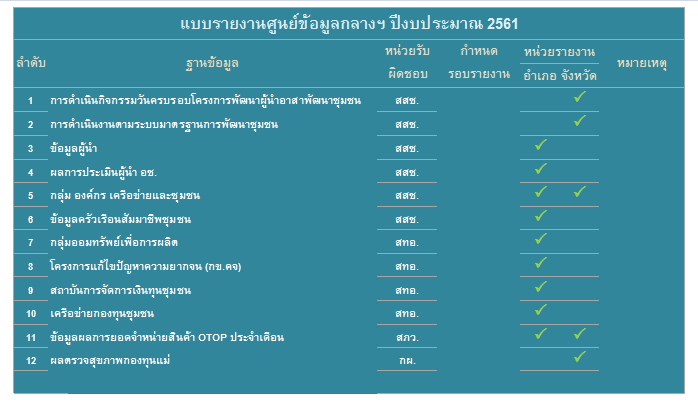 แบบรายงานศูนย์ข้อมูลกลางฯ ปีงบประมาณ 2561
ลำดับ ฐานข้อมูล หน่วยรับผิดชอบ กำหนดรอบรายงาน หน่วยรายงาน หมายเหตุ
อำเภอ จังหวัด
1 การดำเนินกิจกรรมวันครบรอบโครงการพัฒนาผู้นำอาสาพัฒนาชุมชน สสช. ✓
2 การดำเนินงานตามระบบมาตรฐานการพัฒนาชุมชน สสช. ✓
3 ข้อมูลผู้นำ สสช. ✓
4 ผลการประเมินผู้นำ อช. สสช. ✓
5 กลุ่ม องค์กร เครือข่ายและชุมชน สสช. ✓ ✓
6 ข้อมูลครัวเรือนสัมมาชีพชุมชน สสช. ✓
7 กลุ่มออมทรัพย์เพื่อการผลิต สทอ. ✓
8 โครงการแก้ไขปัญหาความยากจน (กข.คจ) สทอ. ✓
9 สถาบันการจัดการเงินทุนชุมชน สทอ. ✓
10 เครือข่ายกองทุนชุมชน สทอ. ✓
11 ข้อมูลผลการยอดจำหน่ายสินค้า OTOP ประจำเดือน สภว. ✓ ✓
12 ผลตรวจสุขภาพกองทุนแม่ กผ. ✓